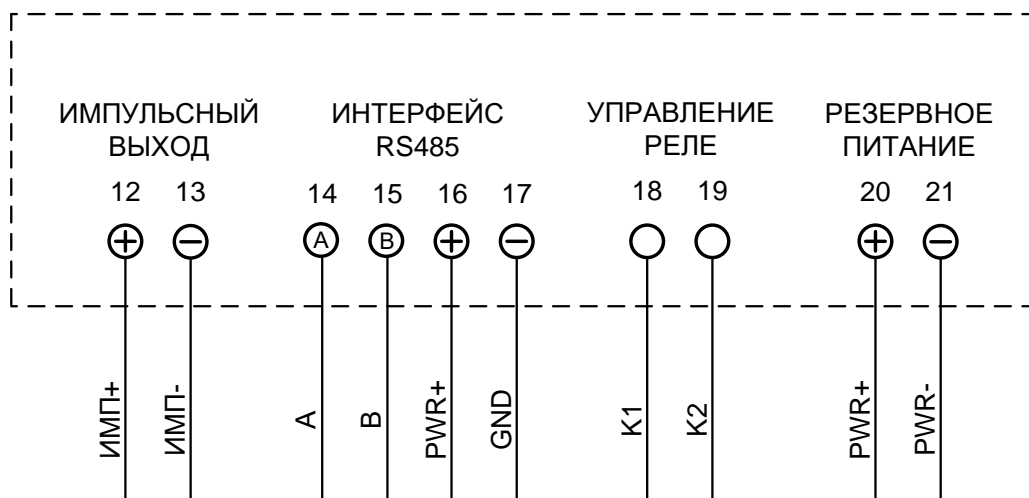 ИМПУЛЬСНЫЙ
ВЫХОД
ИНТЕРФЕЙС
RS485
УПРАВЛЕНИЕ
РЕЛЕ
РЕЗЕРВНОЕ
ПИТАНИЕ
12 13 14 15 16 17 18 19 20 21
+ − A B + − + −
ИМП+
ИМП-
A
B
PWR+
GND
K1
K2
PWR+
PWR-